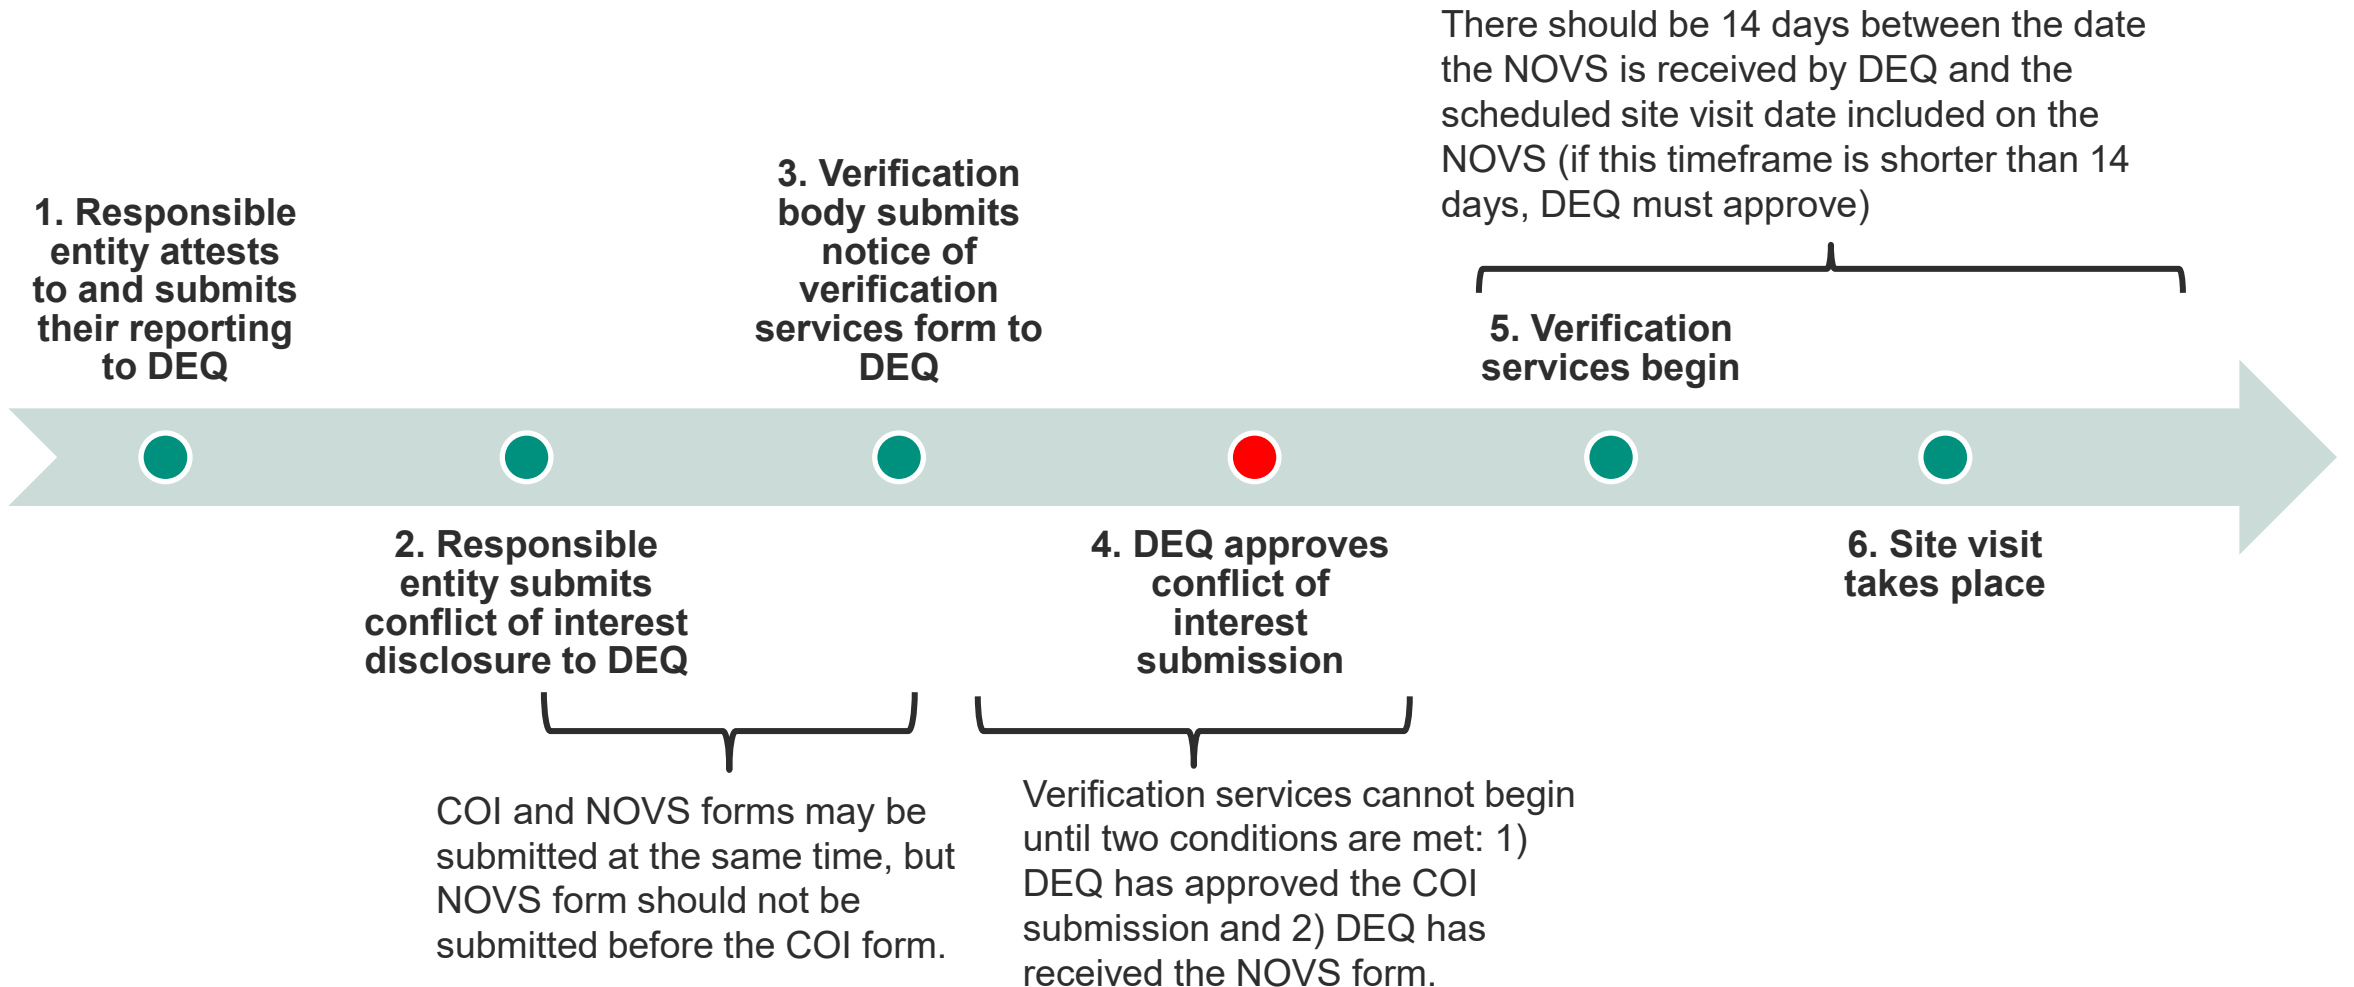 There should be 14 days between the date
the NOVS is received by DEQ and the
scheduled site visit date included on the
NOVS (if this timeframe is shorter than 14
days, DEQ must approve)
1. Responsible
entity attests
to and submits
their reporting
to DEQ
3. Verification
body submits
notice of
verification
services form to
DEQ
5. Verification
services begin
2. Responsible
entity submits
conflict of interest
disclosure to DEQ
4. DEQ approves
conflict of
interest
submission
6. Site visit
takes place
COI and NOVS forms may be
submitted at the same time, but
NOVS form should not be
submitted before the COI form.
Verification services cannot begin
until two conditions are met: 1)
DEQ has approved the COI
submission and 2) DEQ has
received the NOVS form.